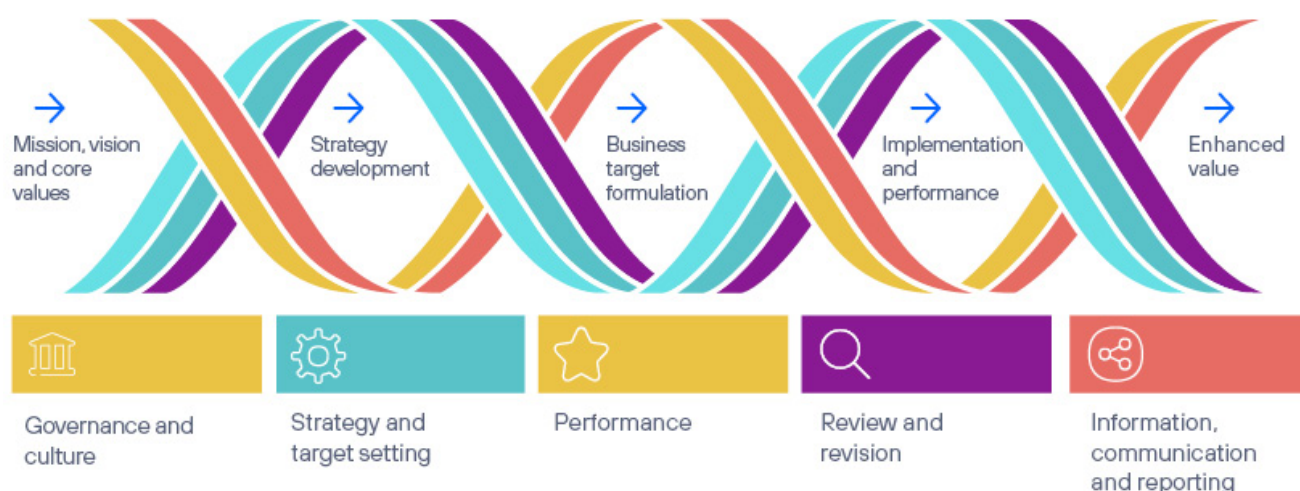 Mission, vision
and core
values
Strategy
development
Business
target
formulation
Implementation
and
performance
Enhanced
value
Governance and
culture
Strategy and
target setting
Performance
Review and
revision
Information,
communication
and reporting